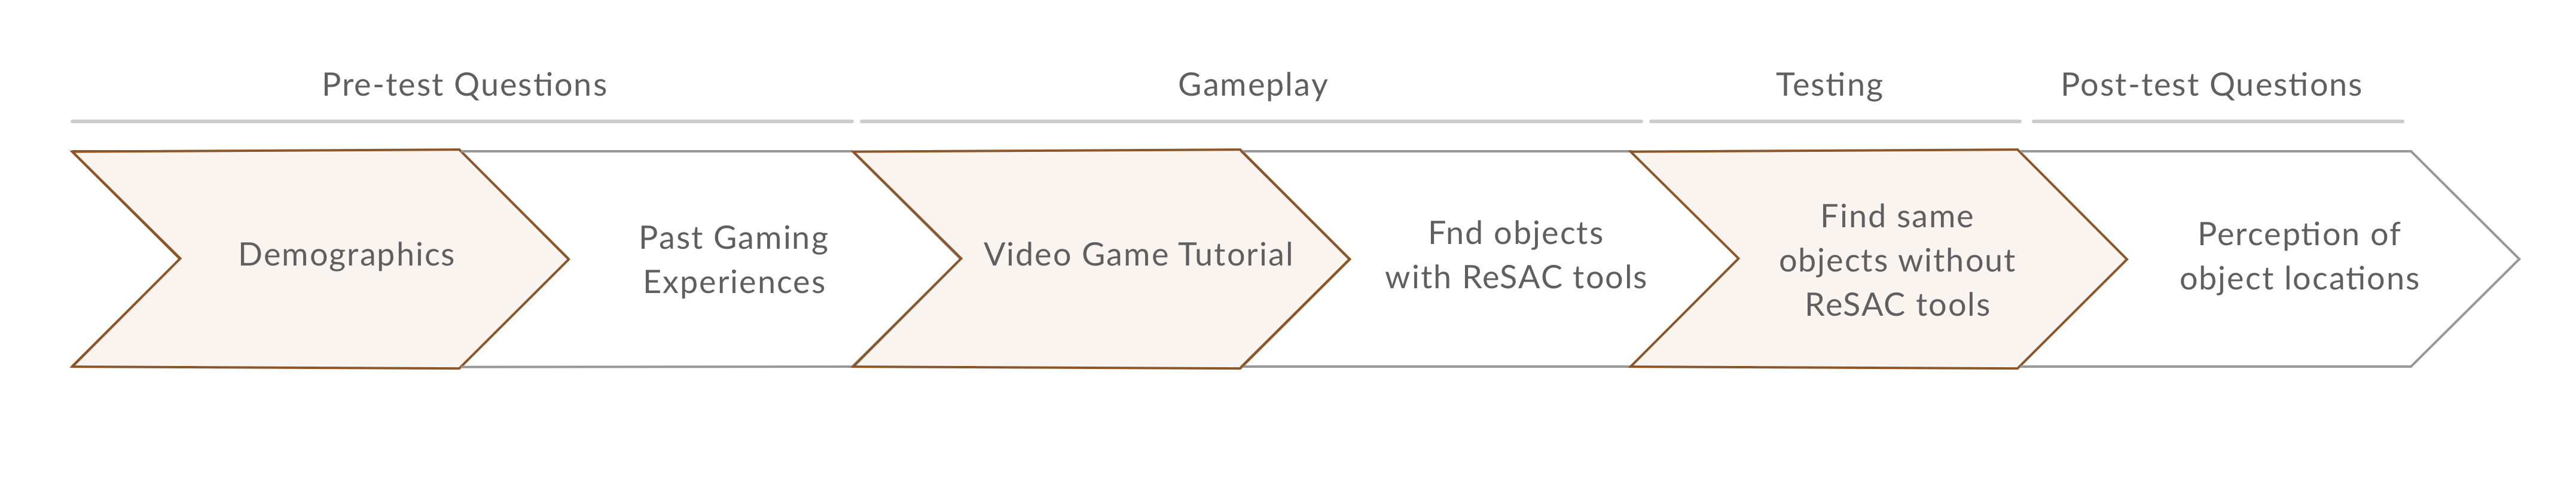 Pre-test Questions
Gameplay
Testing
Post-test Questions
Demographics
Past Gaming
Experiences
Video Game Tutorial
Fnd objects
with ReSAC tools
Find same
objects without
ReSAC tools
Perception of
object locations